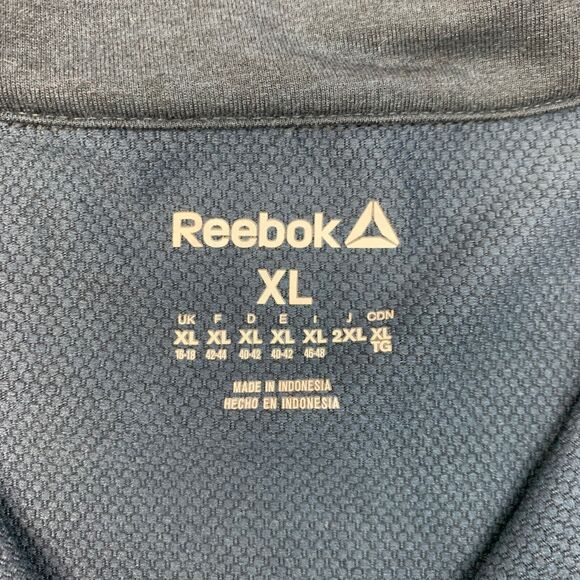 Reebok
XL
UK F D E I J CDN
XL XL XL XL XL 2XL XL
16-18 42-44 40-42 40-42 46-48 TG
MADE IN INDONESIA
HECHO EN INDONESIA